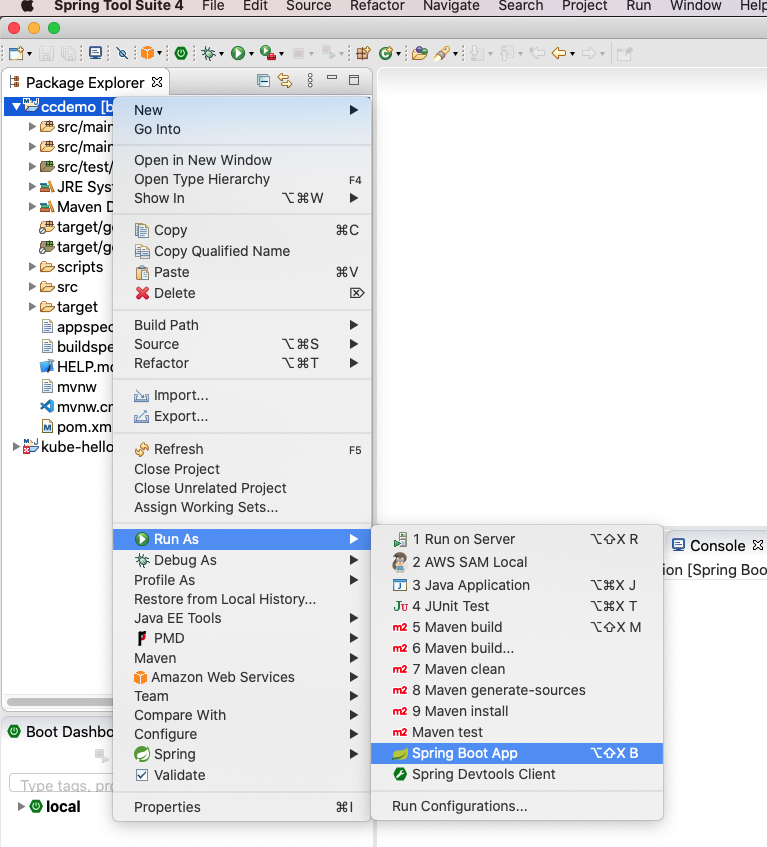 Spring Tool Suite 4 File Edit Source Refactor Navigate Search Project Run Window Help
Package Explorer
ccdemo [b
src/main
src/main
src/test/
JRE Sys
Maven D
target/ge
target/ge
scripts
src
target
appspec
buildspe
HELP.md
mvnw
mvnw.cm
pom.xm
kube-hello
New
Go Into
Open in New Window
Open Type Hierarchy F4
Show In ⌥⌘W
Copy ⌘C
Copy Qualified Name
Paste ⌘V
Delete ⌦
Build Path
Source ⌥⌘S
Refactor ⌥⌘T
Import...
Export...
Refresh F5
Close Project
Close Unrelated Project
Assign Working Sets...
Run As
Debug As
Profile As
Restore from Local History...
Java EE Tools
PMD
Maven
Amazon Web Services
Team
Compare With
Configure
Spring
Validate
Properties ⌘I
1 Run on Server ⌥⇧X R
2 AWS SAM Local
3 Java Application ⌥⌘X J
Ju 4 JUnit Test ⌥⌘X T
m2 5 Maven build ⌥⇧X M
m2 6 Maven build...
m2 7 Maven clean
m2 8 Maven generate-sources
m2 9 Maven install
m2 Maven test
Spring Boot App ⌥⇧X B
Spring Devtools Client
Run Configurations...
Console
ion [Spring Boo
Boot Dashbo
Type tags, pro
local